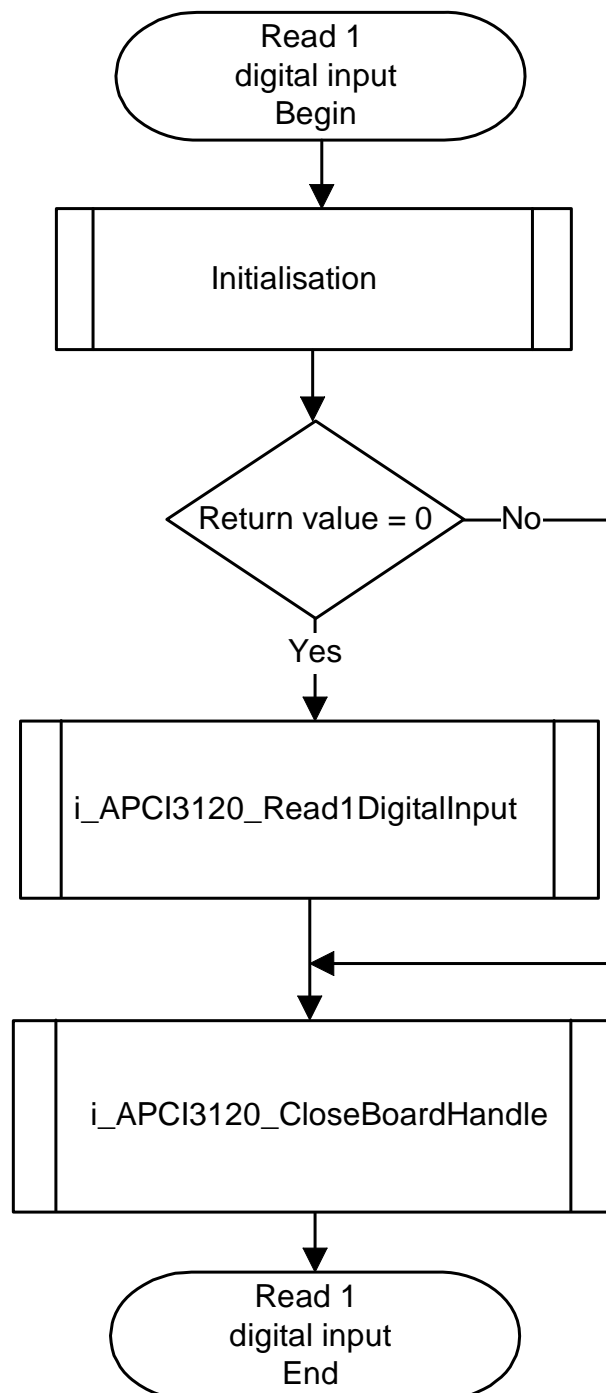 Read 1
digital input
Begin
Initialisation
Return value = 0
No
Yes
i_APCI3120_Read1DigitalInput
i_APCI3120_CloseBoardHandle
Read 1
digital input
End